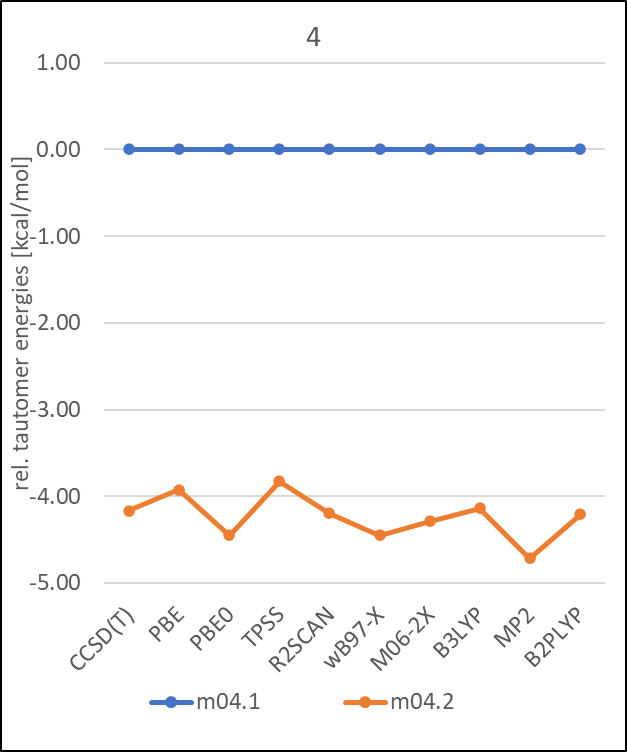 4
1.00
0.00
-1.00
-2.00
-3.00
-4.00
-5.00
rel. tautomer energies [kcal/mol]
CCSD(T)
PBE
PBE0
TPSS
R2SCAN
wB97-X
M06-2X
B3LYP
MP2
B2PLYP
m04.1
m04.2